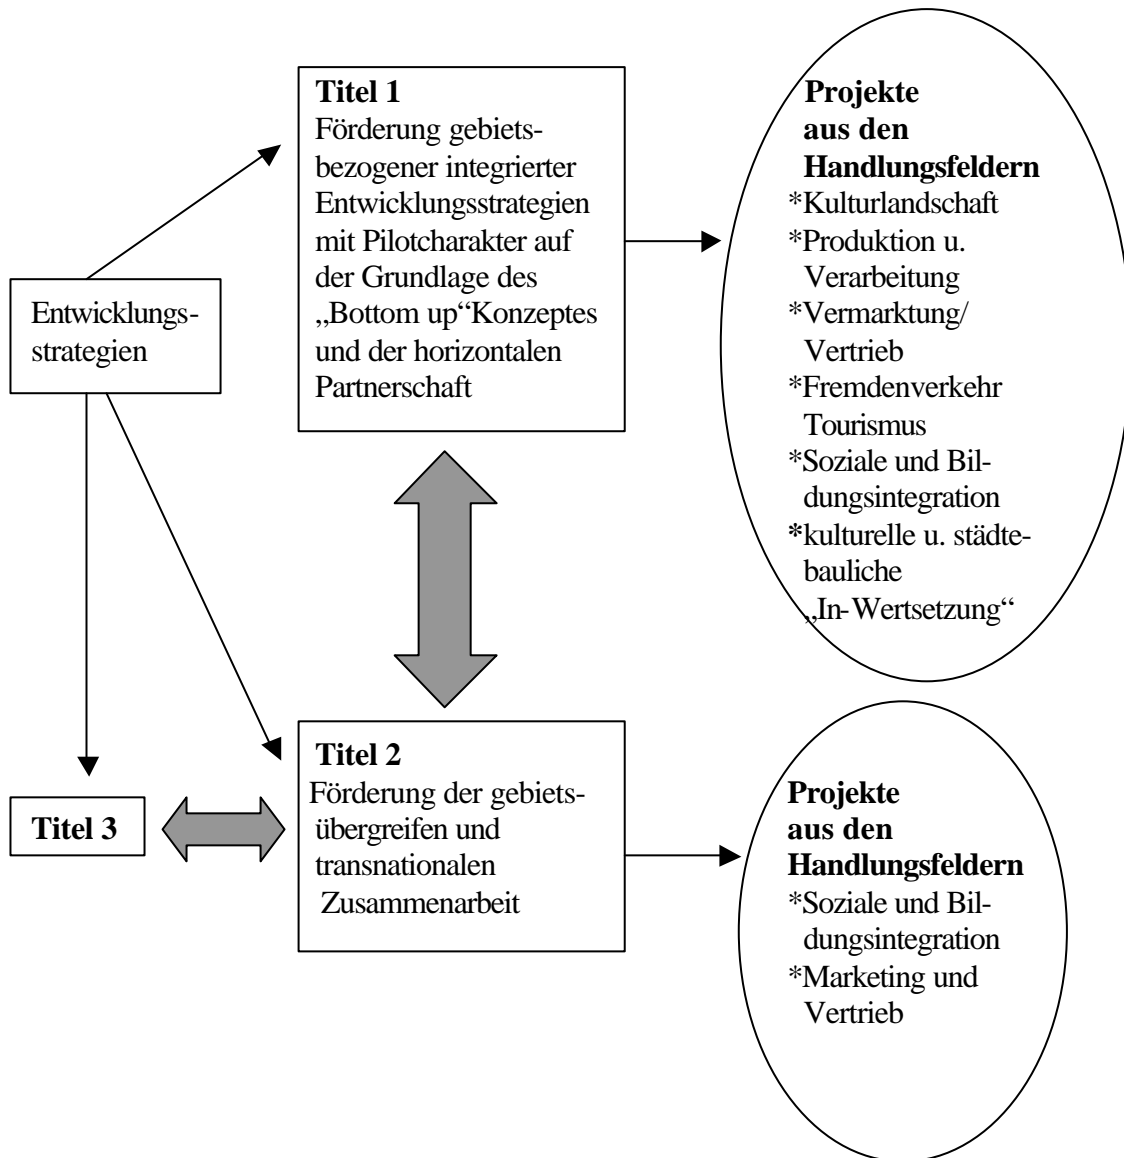 Titel 1
Förderung gebiets-
bezogener integrierter
Entwicklungsstrategien
mit Pilotcharakter auf
der Grundlage des
„Bottom up“Konzeptes
und der horizontalen
Partnerschaft
Projekte
aus den
Handlungsfeldern
*Kulturlandschaft
*Produktion u.
Verarbeitung
*Vermarktung/
Vertrieb
*Fremdenverkehr
Tourismus
*Soziale und Bil-
dungsintegration
*kulturelle u. städte-
bauliche
„In-Wertsetzung“
Entwicklungs-
strategien
Titel 3
Titel 2
Förderung der gebiets-
übergreifen und
transnationalen
Zusammenarbeit
Projekte
aus den
Handlungsfeldern
*Soziale und Bil-
dungsintegration
*Marketing und
Vertrieb